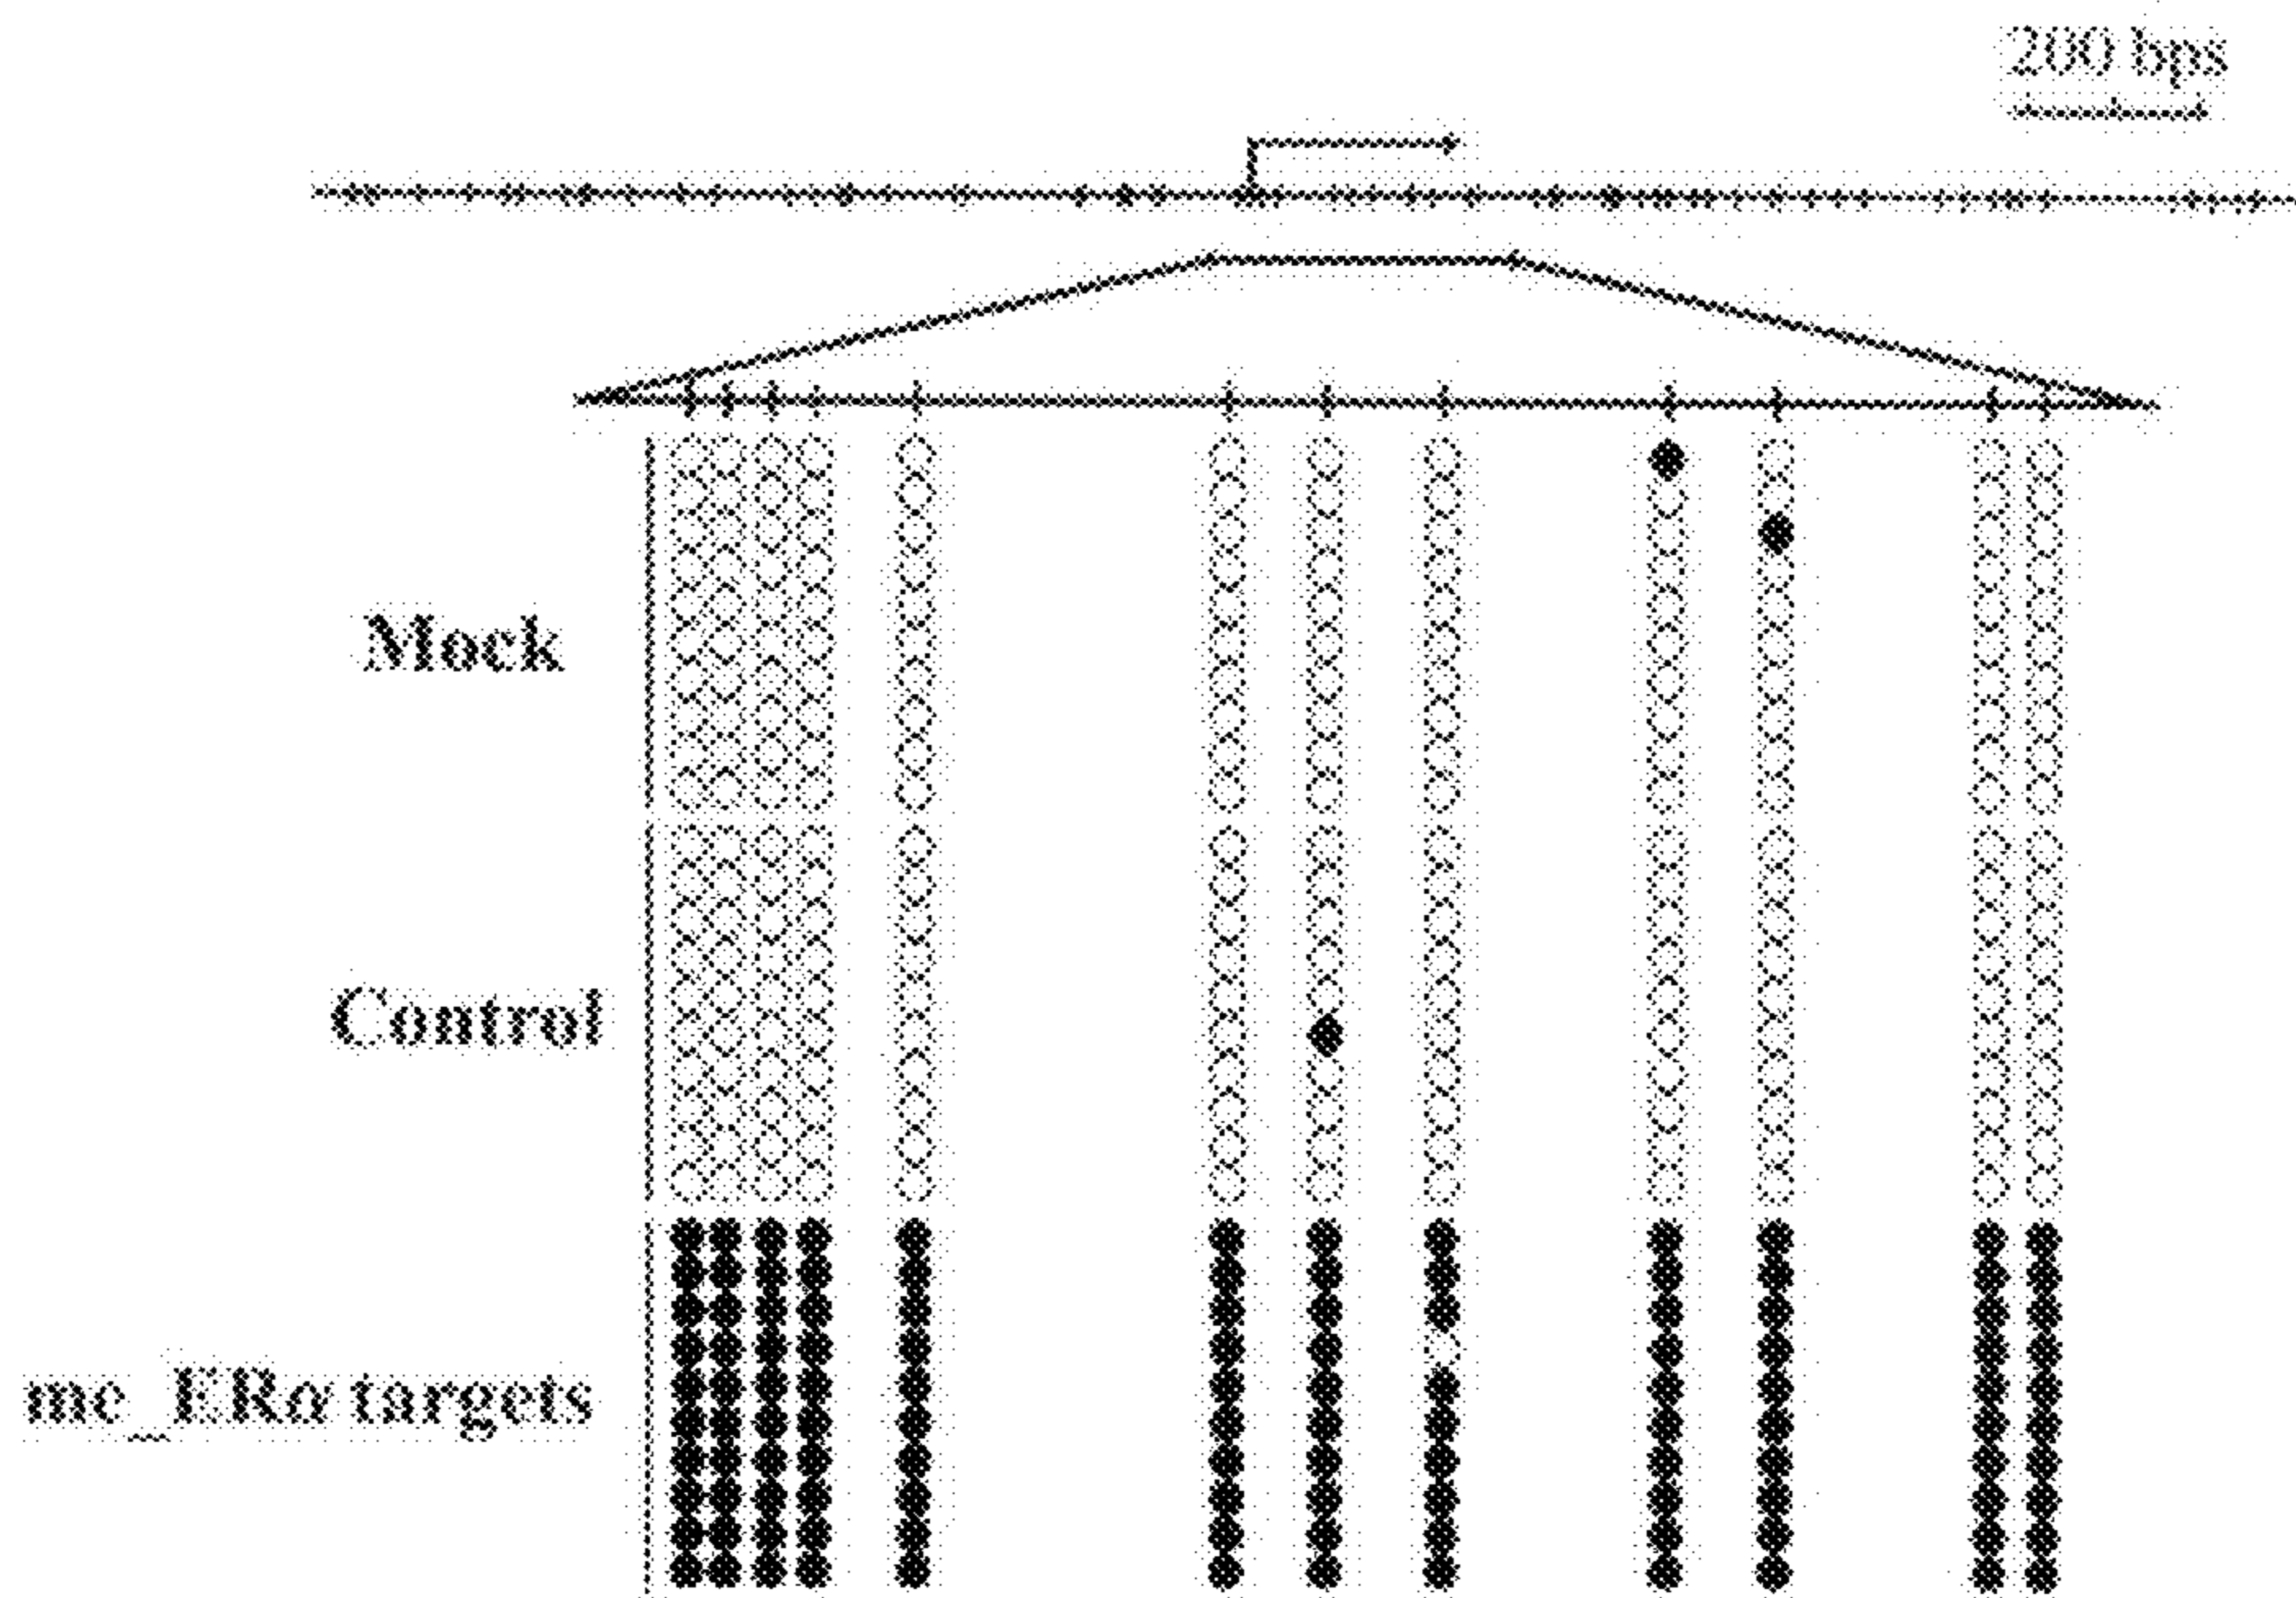 200 bps
Mock
Control
me_ERα targets